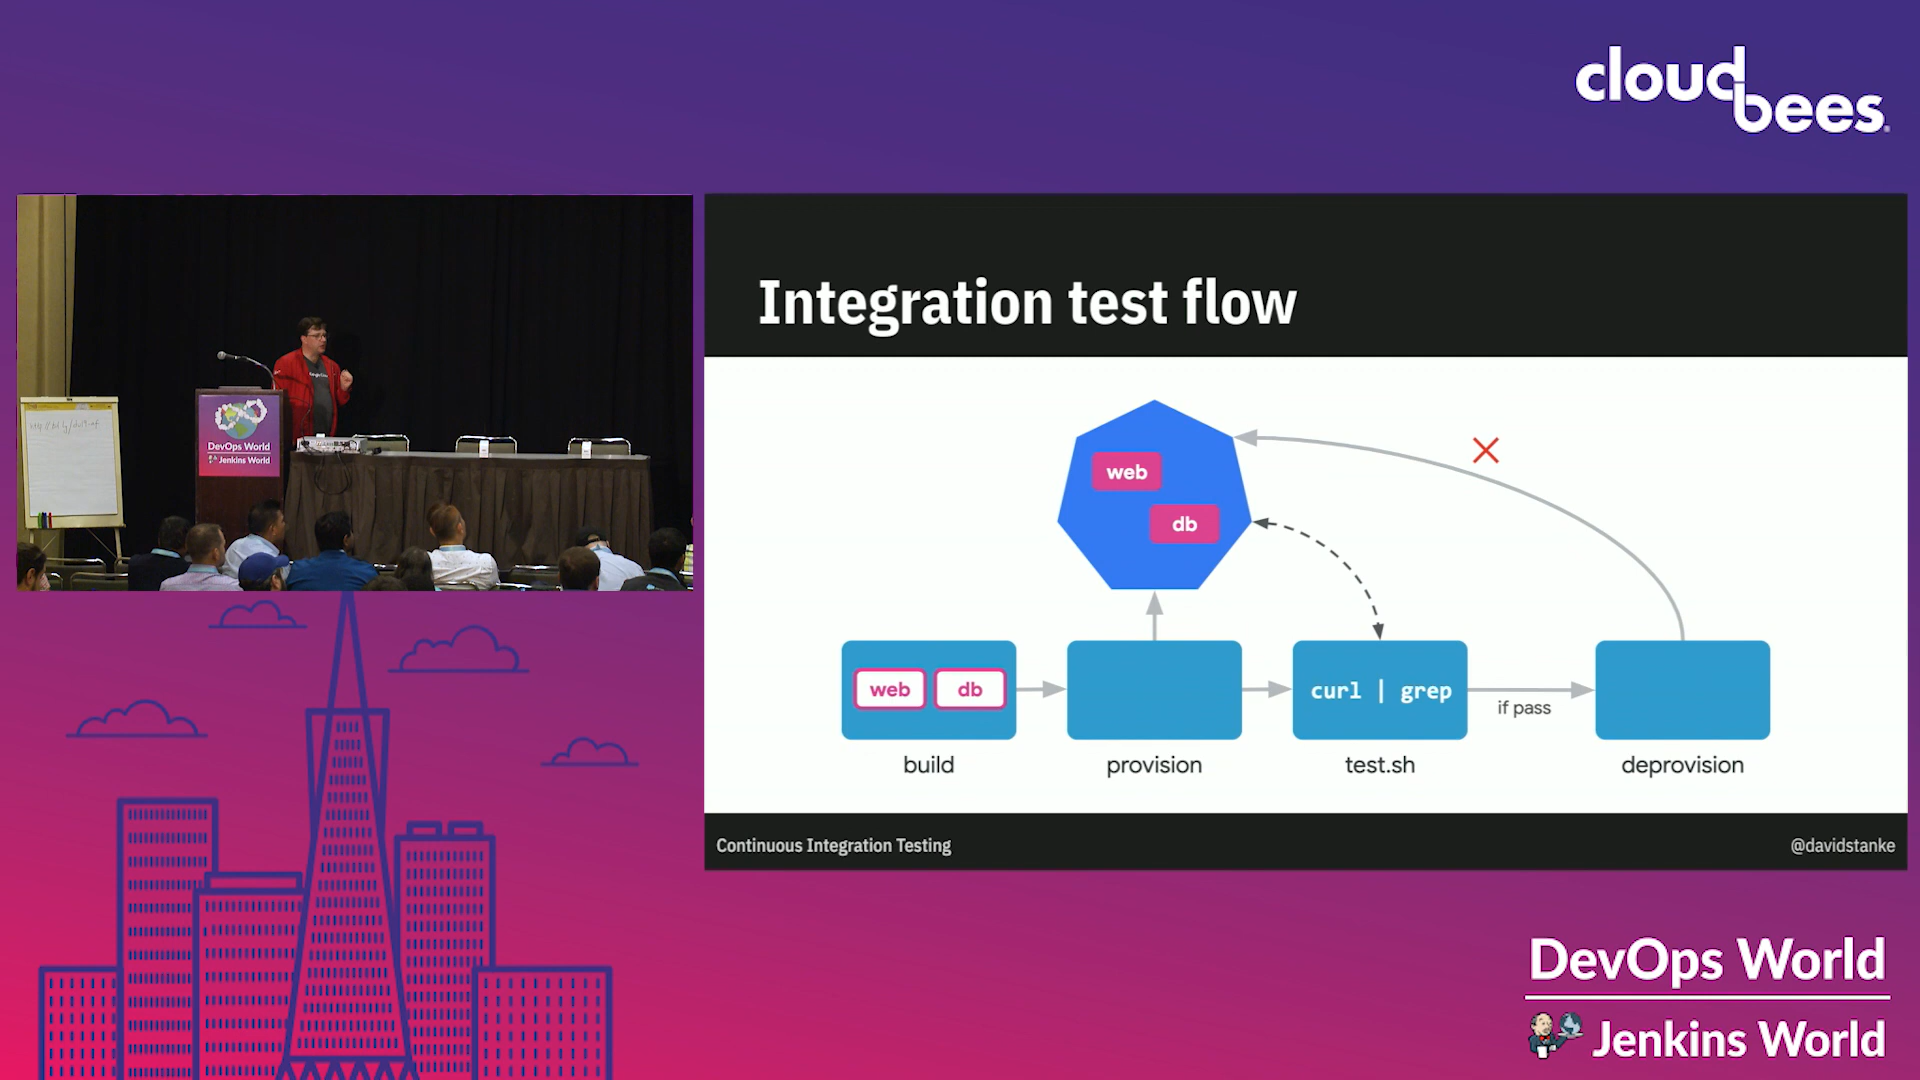 cloudbees
DevOps World
Jenkins World
Integration test flow
web
db
web
db
curl | grep
if pass
build
provision
test.sh
deprovision
Continuous Integration Testing
@davidstanke
DevOps World
Jenkins World